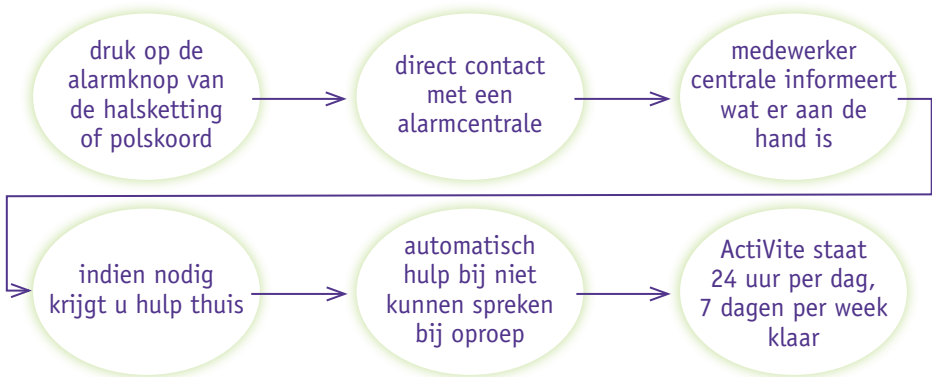 druk op de
alarmknop van
de halsketting
of polskoord
direct contact
met een
alarmcentrale
medewerker
centrale informeert
wat er aan de
hand is
indien nodig
krijgt u hulp thuis
automatisch
hulp bij niet
kunnen spreken
bij oproep
ActiVite staat
24 uur per dag,
7 dagen per week
klaar